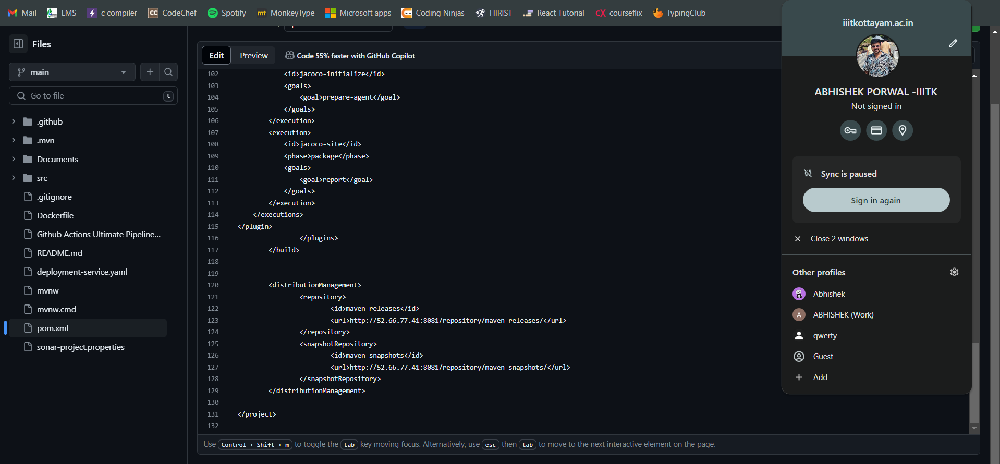 Mail LMS c compiler CodeChef Spotify MonkeyType Microsoft apps Coding Ninjas HIRIST React Tutorial courseflix TypingClub
Files
main
Go to file t
.github
.mvn
Documents
src
.gitignore
Dockerfile
Github Actions Ultimate Pipeline...
README.md
deployment-service.yaml
mvnw
mvnw.cmd
pom.xml
sonar-project.properties
Edit Preview Code 55% faster with GitHub Copilot
102 <id>jacoco-initialize</id>
103 <goals>
104 <goal>prepare-agent</goal>
105 </goals>
106 </execution>
107 <execution>
108 <id>jacoco-site</id>
109 <phase>package</phase>
110 <goals>
111 <goal>report</goal>
112 </goals>
113 </execution>
114 </executions>
115 </plugin>
116 </plugins>
117 </build>
118
119
120 <distributionManagement>
121 <repository>
122 <id>maven-releases</id>
123 <url>http://52.66.77.41:8081/repository/maven-releases/</url>
124 </repository>
125 <snapshotRepository>
126 <id>maven-snapshots</id>
127 <url>http://52.66.77.41:8081/repository/maven-snapshots/</url>
128 </snapshotRepository>
129 </distributionManagement>
130
131 </project>
132
Use Control + Shift + m to toggle the tab key moving focus. Alternatively, use esc then tab to move to the next interactive element on the page.
iiitkottayam.ac.in
ABHISHEK PORWAL -IIITK
Not signed in
Sync is paused
Sign in again
Close 2 windows
Other profiles
Abhishek
A ABHISHEK (Work)
qwerty
Guest
Add